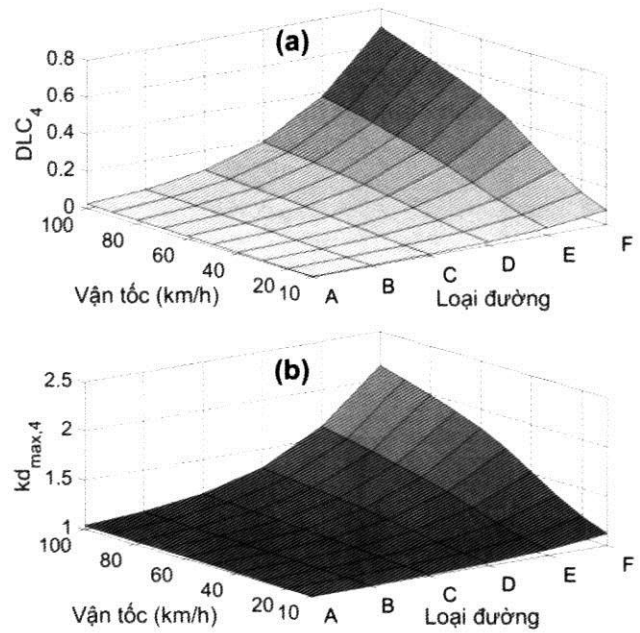 (a)
DLC4
0.8
0.6
0.4
0.2
0
100
80
60
40
20
10
Vận tốc (km/h)
A
B
C
D
E
F
Loại đường
(b)
kdmax,4
2.5
2
1.5
1
100
80
60
40
20
10
Vận tốc (km/h)
A
B
C
D
E
F
Loại đường